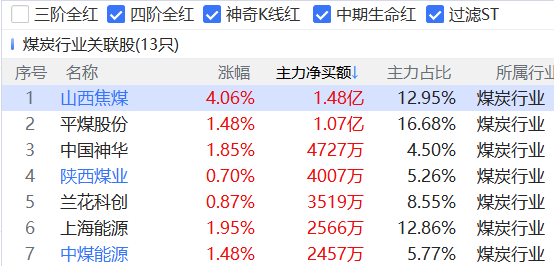 三阶全红 四阶全红 神奇K线红 中期生命红 过滤ST
煤炭行业关联股(13只)
序号 名称 涨幅 主力净买额↓ 主力占比 所属行业
1 山西焦煤 4.06% 1.48亿 12.95% 煤炭行业
2 平煤股份 1.48% 1.07亿 16.68% 煤炭行业
3 中国神华 1.85% 4727万 4.50% 煤炭行业
4 陕西煤业 0.70% 4007万 5.26% 煤炭行业
5 兰花科创 0.87% 3519万 8.55% 煤炭行业
6 上海能源 1.95% 2566万 12.86% 煤炭行业
7 中煤能源 1.48% 2457万 5.77% 煤炭行业